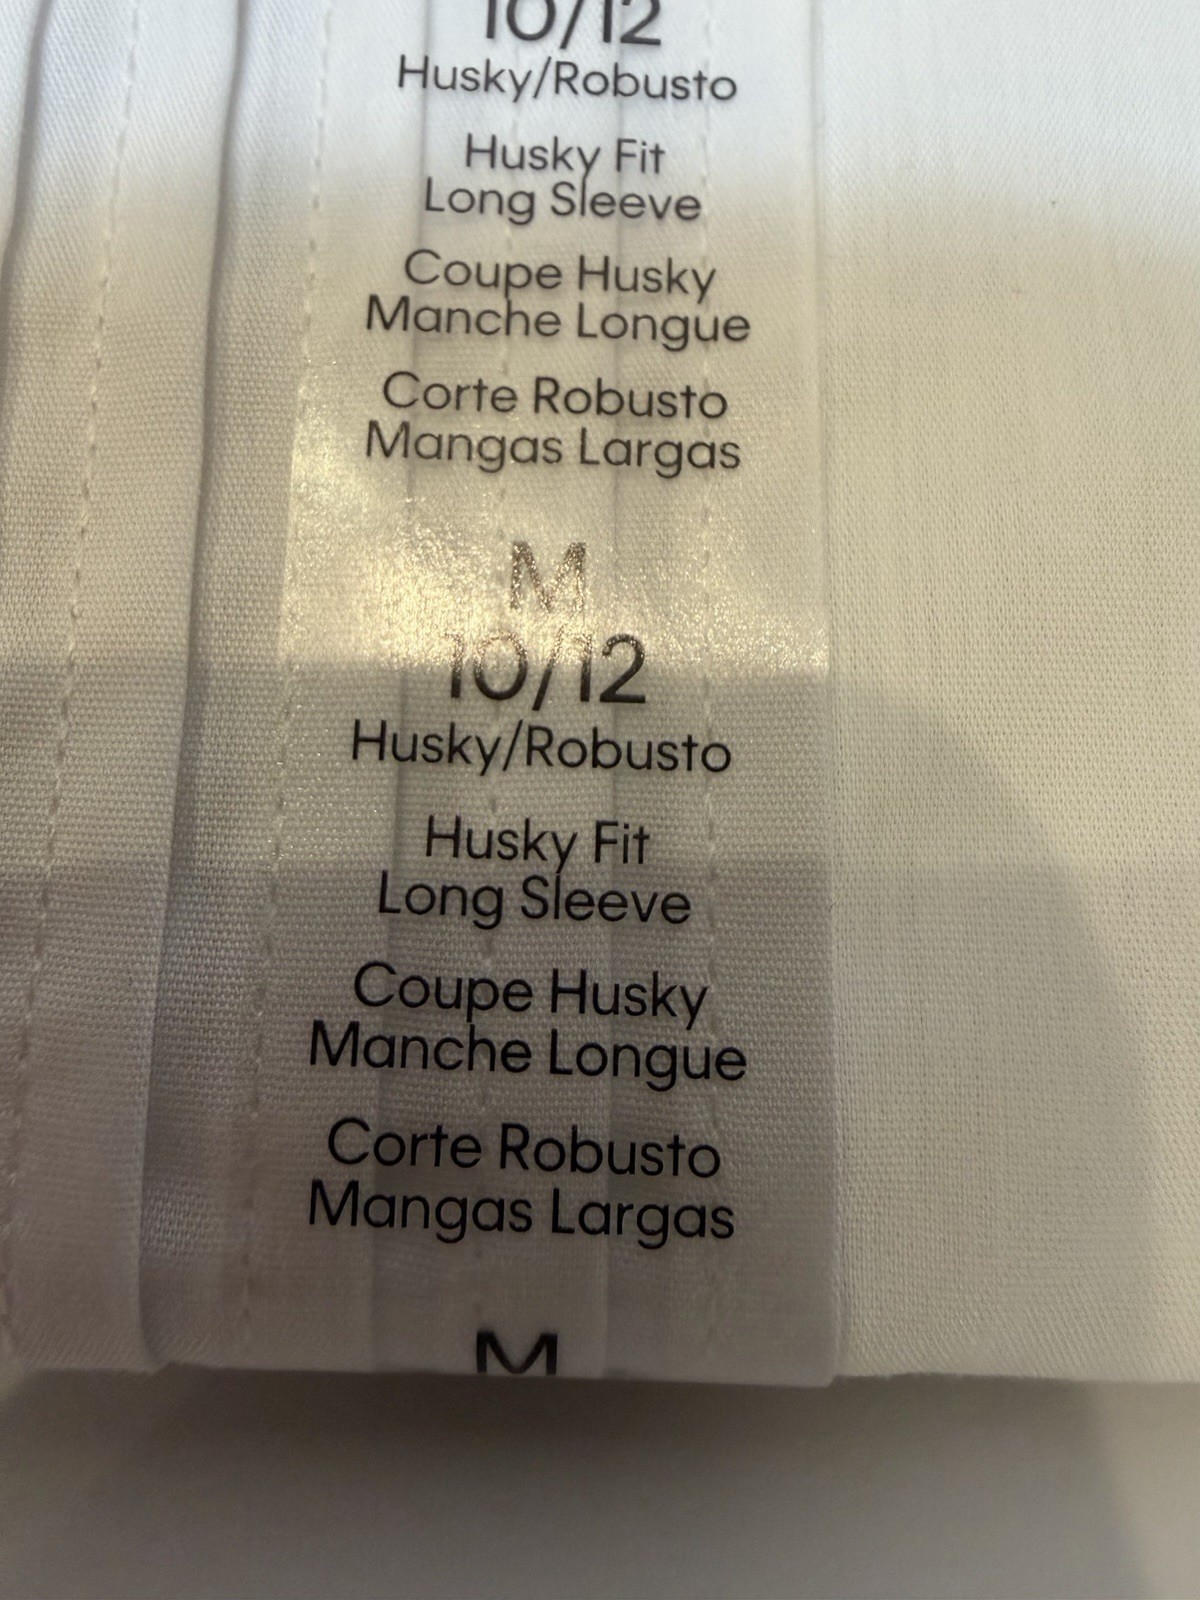 10/12
Husky/Robusto
Husky Fit
Long Sleeve
Coupe Husky
Manche Longue
Corte Robusto
Mangas Largas
M
10/12
Husky/Robusto
Husky Fit
Long Sleeve
Coupe Husky
Manche Longue
Corte Robusto
Mangas Largas
M